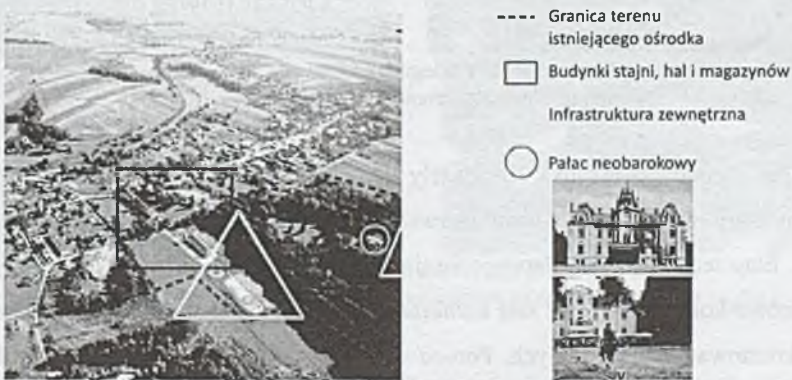 Granica terenu
istniejącego ośrodka
Budynki stajni, hal i magazynów
Infrastruktura zewnętrzna
Pałac neobarokowy